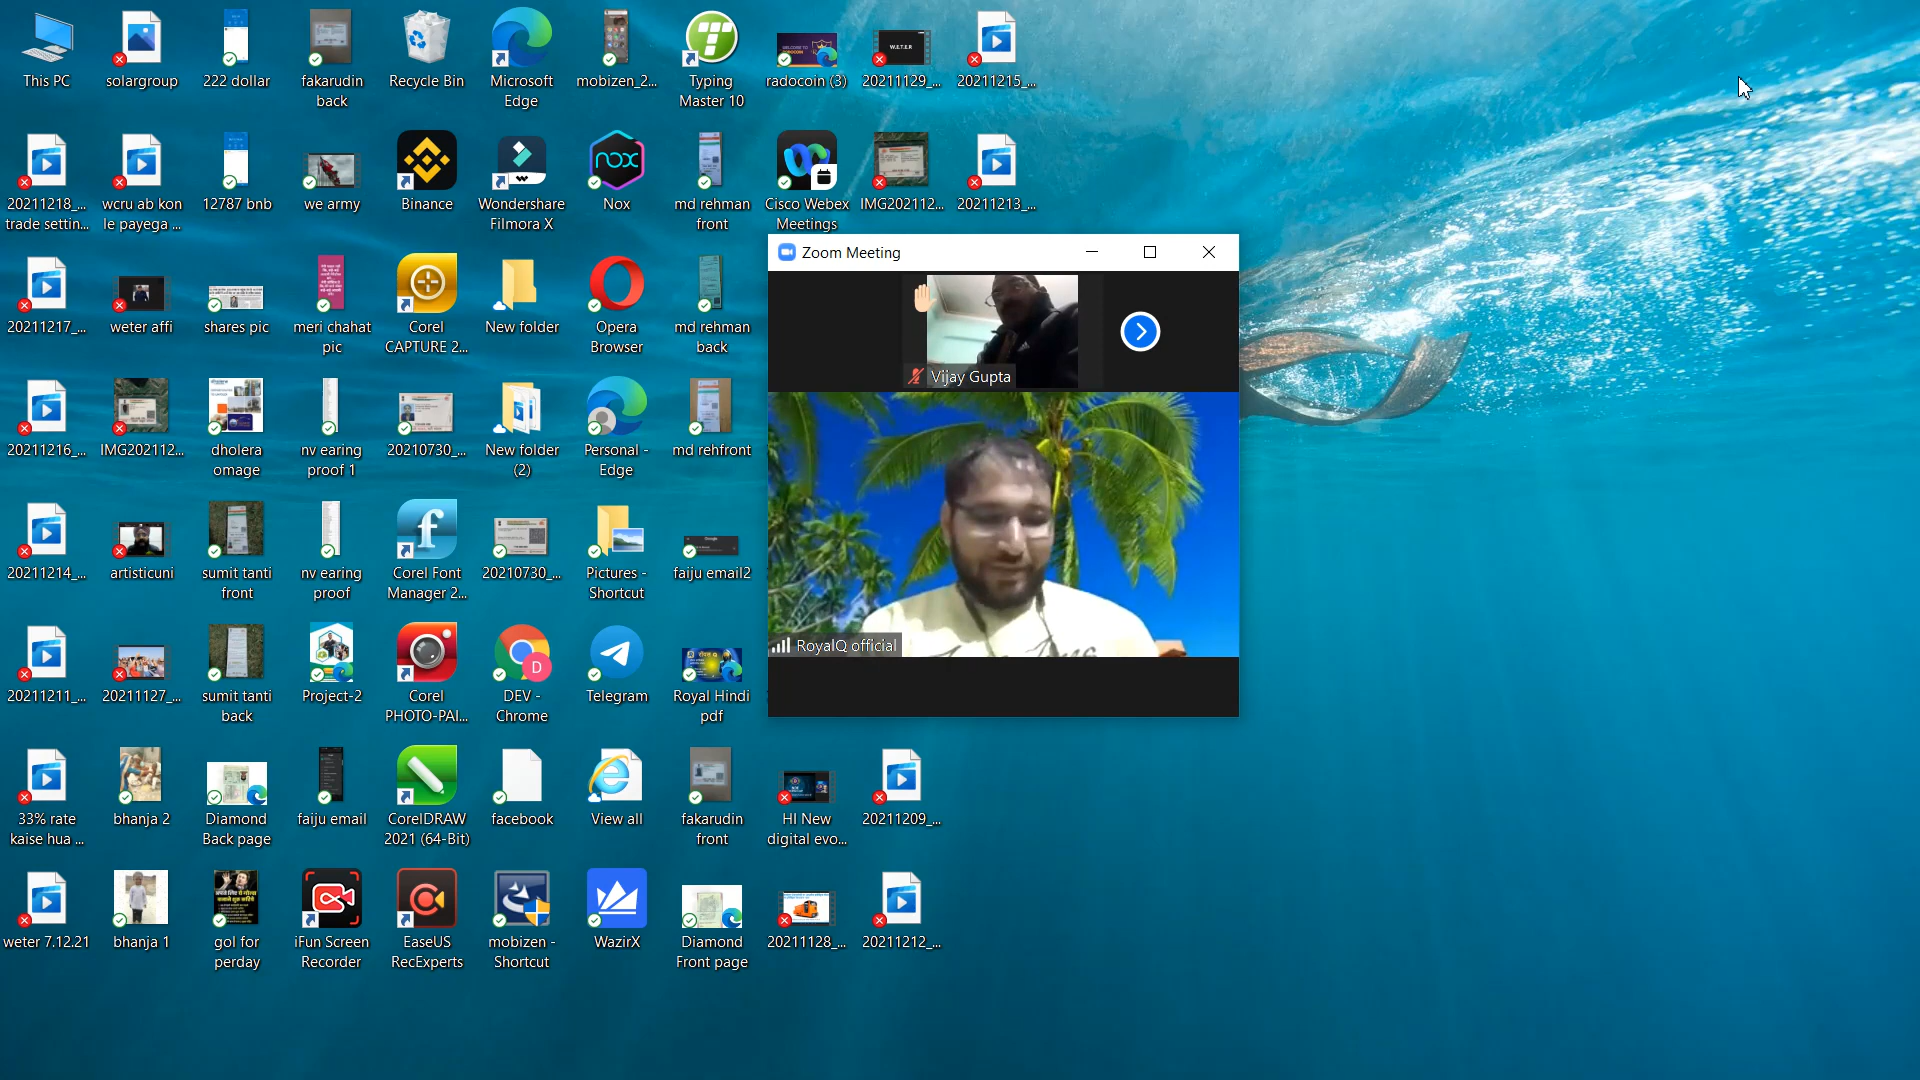 This PC
solargroup
222 dollar
fakarudin
back
Recycle Bin
Microsoft
Edge
mobizen_2...
Typing
Master 10
radocoin (3)
20211129_...
20211215_...
20211218_...
trade settin...
wcru ab kon
le payega ...
12787 bnb
we army
Binance
Wondershare
Filmora X
Nox
md rehman
front
Cisco Webex
Meetings
IMG202112...
20211213_...
Zoom Meeting
Vijay Gupta
RoyalQ official
20211217_...
weter affi
shares pic
meri chahat
pic
Corel
CAPTURE 2...
New folder
Opera
Browser
md rehman
back
20211216_...
IMG202112...
dholera
omage
nv earing
proof 1
20210730_...
New folder
(2)
Personal -
Edge
md rehfront
20211214_...
artisticuni
sumit tanti
front
nv earing
proof
Corel Font
Manager 2...
20210730_...
Pictures -
Shortcut
faiju email2
20211211_...
20211127_...
sumit tanti
back
Project-2
Corel
PHOTO-PAI...
DEV -
Chrome
Telegram
Royal Hindi
pdf
33% rate
kaise hua ...
bhanja 2
Diamond
Back page
faiju email
CorelDRAW
2021 (64-Bit)
facebook
View all
fakarudin
front
HI New
digital evo...
20211209_...
weter 7.12.21
bhanja 1
gol for
perday
iFun Screen
Recorder
EaseUS
RecExperts
mobizen -
Shortcut
WazirX
Diamond
Front page
20211128_...
20211212_...
W.E.T.E.R
nox
D